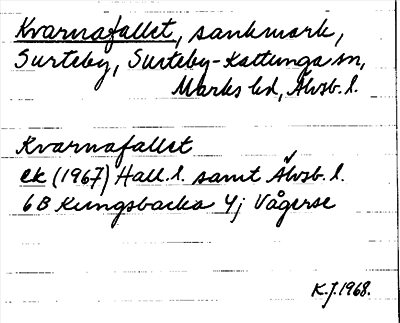 Kvarnafallet, sankmark,
Surteby, Surteby-Kattunga sn,
Marks hd, Älvsb. l.
Kvarnafallet
ek (1967) Hall. l. samt Älvsb. l.
6B Kungsbacka 4j Vågerse
K.J. 1968.